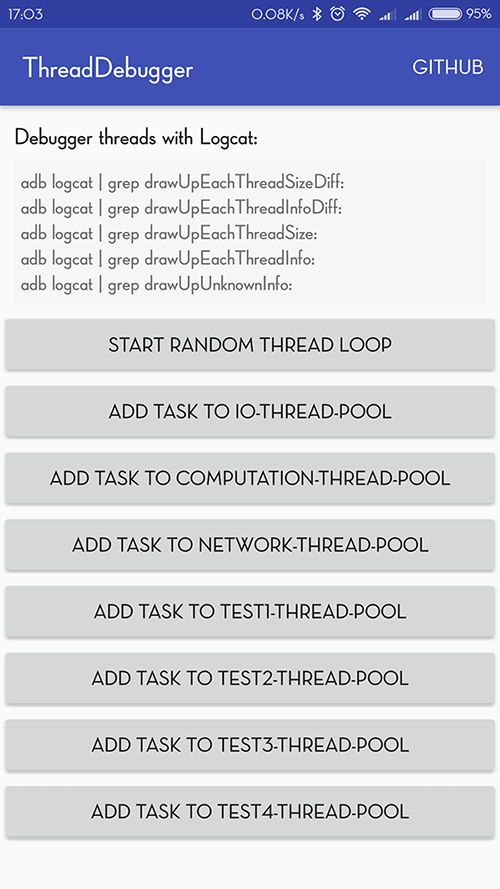 17:03 0.08K/s 95%
ThreadDebugger GITHUB
Debugger threads with Logcat:
adb logcat | grep drawUpEachThreadSizeDiff:
adb logcat | grep drawUpEachThreadInfoDiff:
adb logcat | grep drawUpEachThreadSize:
adb logcat | grep drawUpEachThreadInfo:
adb logcat | grep drawUpUnknownInfo:
START RANDOM THREAD LOOP
ADD TASK TO IO-THREAD-POOL
ADD TASK TO COMPUTATION-THREAD-POOL
ADD TASK TO NETWORK-THREAD-POOL
ADD TASK TO TEST1-THREAD-POOL
ADD TASK TO TEST2-THREAD-POOL
ADD TASK TO TEST3-THREAD-POOL
ADD TASK TO TEST4-THREAD-POOL